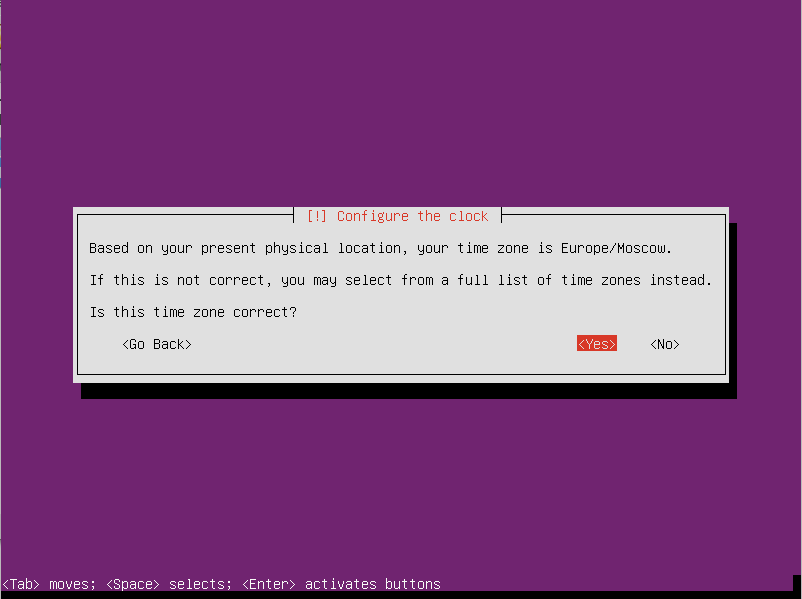 [!] Configure the clock
Based on your present physical location, your time zone is Europe/Moscow.
If this is not correct, you may select from a full list of time zones instead.
Is this time zone correct?
<Go Back> <Yes> <No>
<Tab> moves; <Space> selects; <Enter> activates buttons